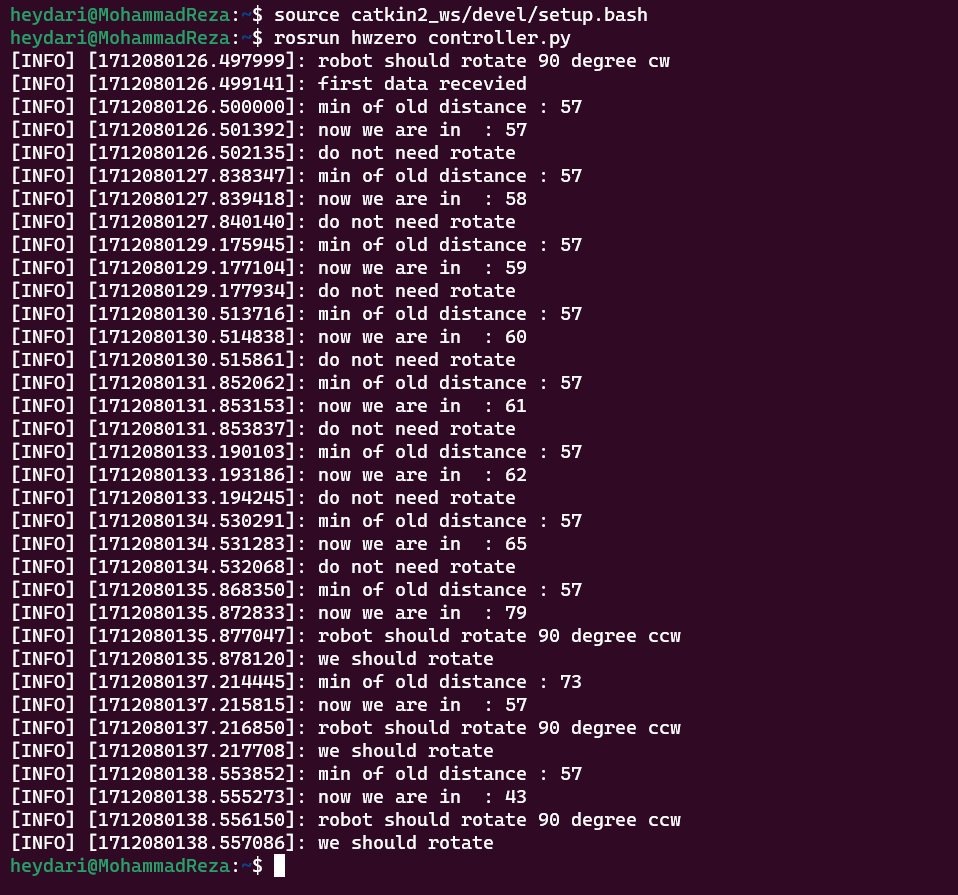 heydari@MohammadReza:~$ source catkin2_ws/devel/setup.bash
heydari@MohammadReza:~$ rosrun hwzero controller.py
[INFO] [1712080126.497999]: robot should rotate 90 degree cw
[INFO] [1712080126.499141]: first data recevied
[INFO] [1712080126.500000]: min of old distance : 57
[INFO] [1712080126.501392]: now we are in  : 57
[INFO] [1712080126.502135]: do not need rotate
[INFO] [1712080127.838347]: min of old distance : 57
[INFO] [1712080127.839418]: now we are in  : 58
[INFO] [1712080127.840140]: do not need rotate
[INFO] [1712080129.175945]: min of old distance : 57
[INFO] [1712080129.177104]: now we are in  : 59
[INFO] [1712080129.177934]: do not need rotate
[INFO] [1712080130.513716]: min of old distance : 57
[INFO] [1712080130.514838]: now we are in  : 60
[INFO] [1712080130.515861]: do not need rotate
[INFO] [1712080131.852062]: min of old distance : 57
[INFO] [1712080131.853153]: now we are in  : 61
[INFO] [1712080131.853837]: do not need rotate
[INFO] [1712080133.190103]: min of old distance : 57
[INFO] [1712080133.193186]: now we are in  : 62
[INFO] [1712080133.194245]: do not need rotate
[INFO] [1712080134.530291]: min of old distance : 57
[INFO] [1712080134.531283]: now we are in  : 65
[INFO] [1712080134.532068]: do not need rotate
[INFO] [1712080135.868350]: min of old distance : 57
[INFO] [1712080135.872833]: now we are in  : 79
[INFO] [1712080135.877047]: robot should rotate 90 degree ccw
[INFO] [1712080135.878120]: we should rotate
[INFO] [1712080137.214445]: min of old distance : 73
[INFO] [1712080137.215815]: now we are in  : 57
[INFO] [1712080137.216850]: robot should rotate 90 degree ccw
[INFO] [1712080137.217708]: we should rotate
[INFO] [1712080138.553852]: min of old distance : 57
[INFO] [1712080138.555273]: now we are in  : 43
[INFO] [1712080138.556150]: robot should rotate 90 degree ccw
[INFO] [1712080138.557086]: we should rotate
heydari@MohammadReza:~$